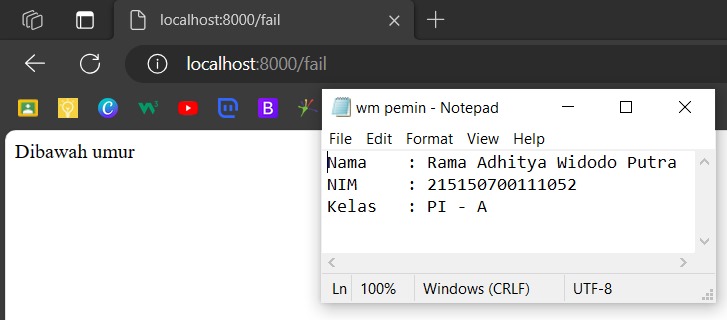 localhost:8000/fail
localhost:8000/fail
Dibawah umur
wm pemin - Notepad
File Edit Format View Help
Nama : Rama Adhitya Widodo Putra
NIM : 215150700111052
Kelas : PI - A
Ln 100% Windows (CRLF) UTF-8